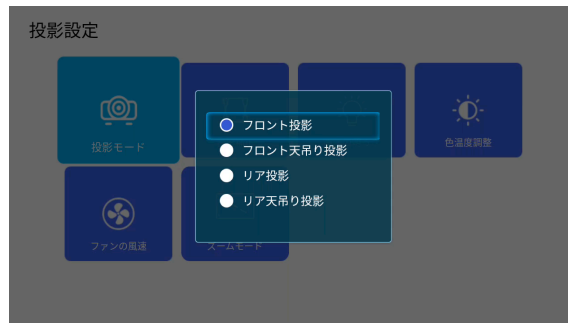 投影設定
フロント投影
フロント天吊り投影
リア投影
リア天吊り投影
投影モード
色温度調整
ファンの風速
ズームモード